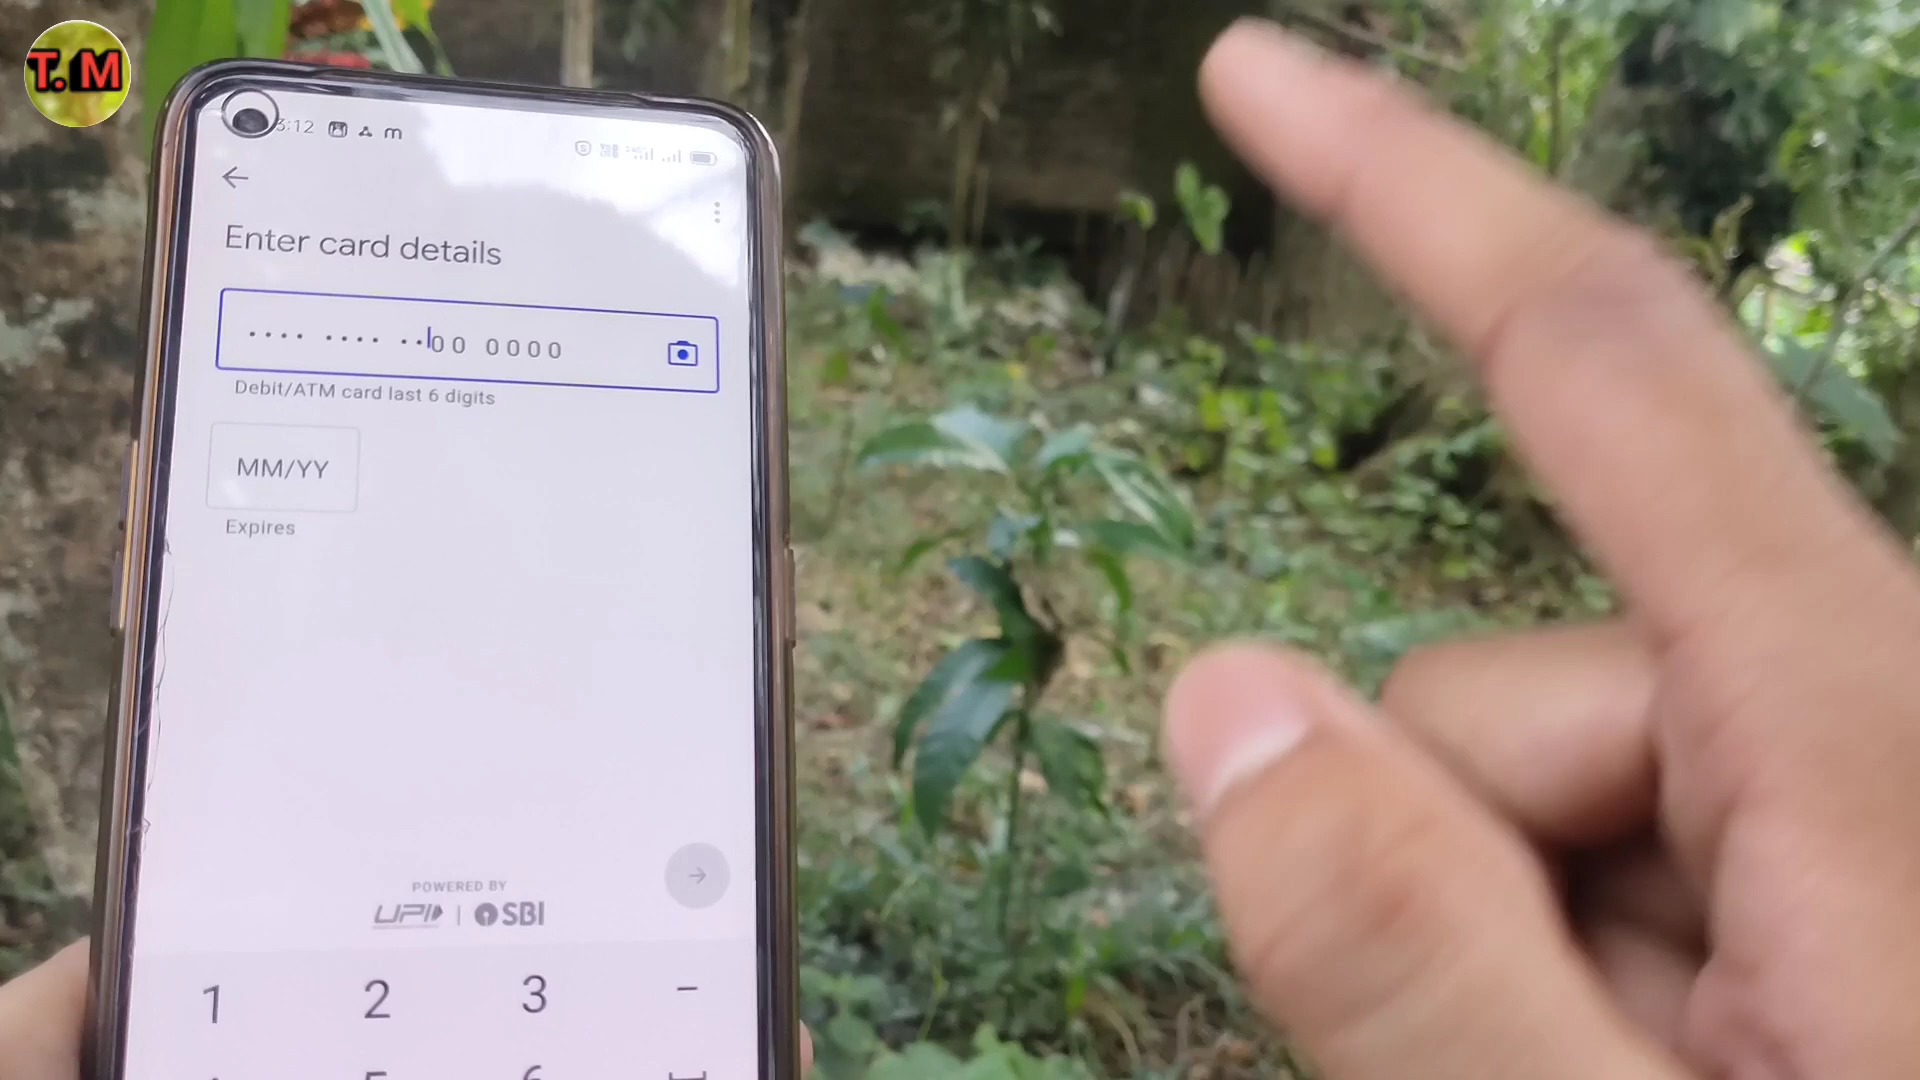 T. M
3:12 m
Enter card details
•••• •••• ••00 0000
Debit/ATM card last 6 digits
MM/YY
Expires
POWERED BY
UPI | SBI
1 2 3 –